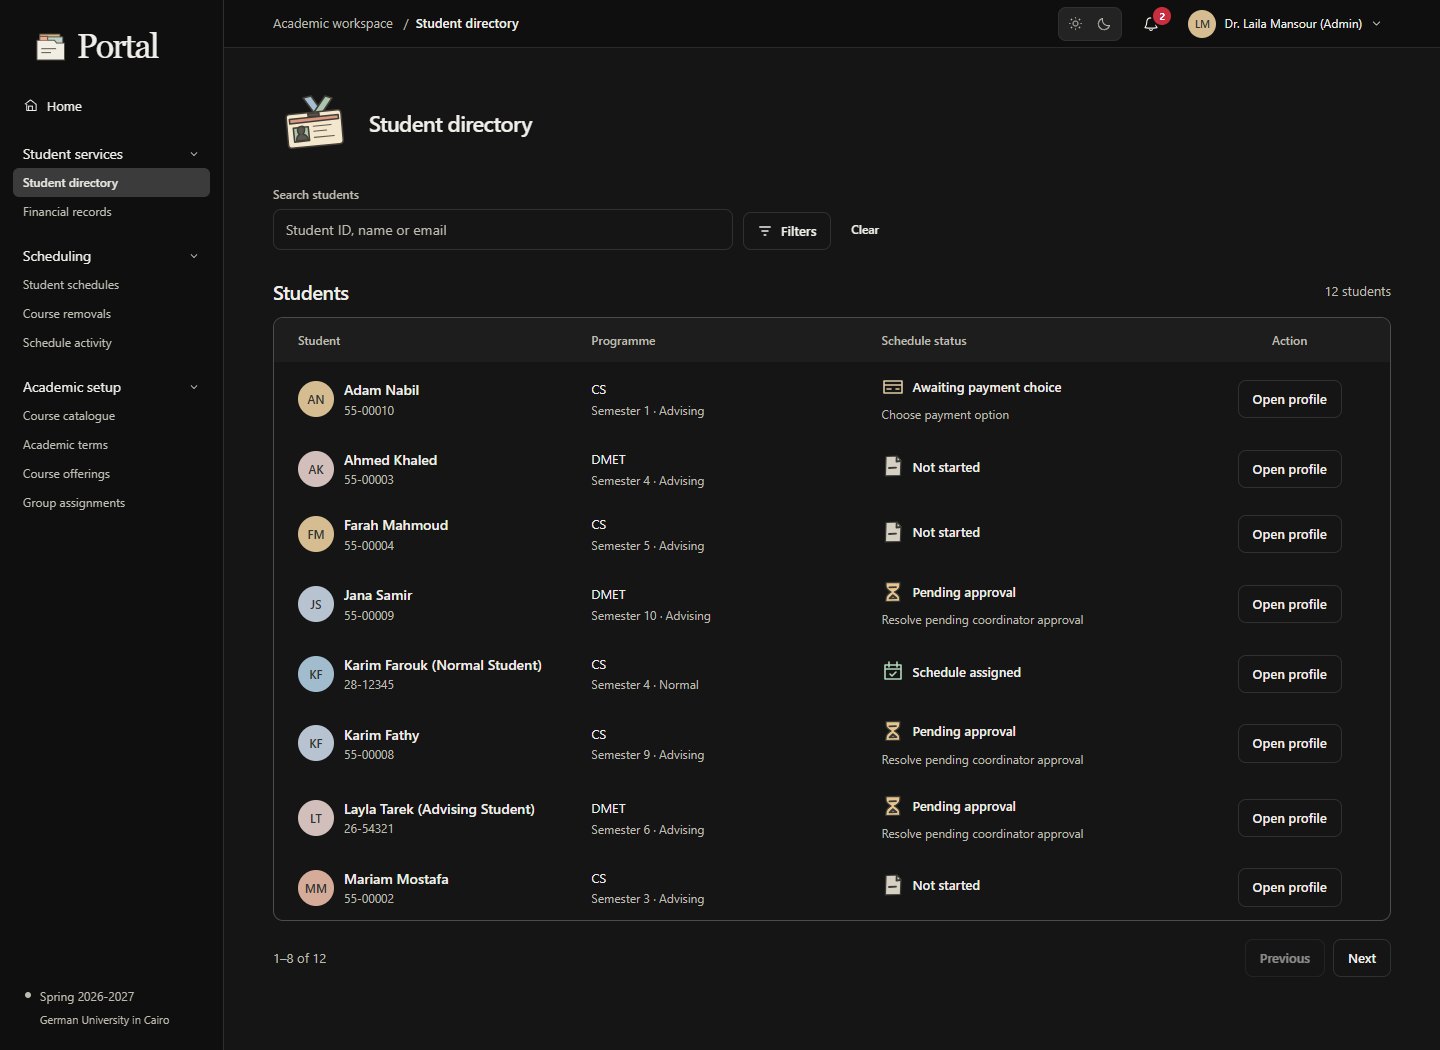 Portal
Home
Student services
Student directory
Financial records
Scheduling
Student schedules
Course removals
Schedule activity
Academic setup
Course catalogue
Academic terms
Course offerings
Group assignments
Spring 2026-2027
German University in Cairo
Academic workspace / Student directory
2
LM Dr. Laila Mansour (Admin)
Student directory
Search students
Student ID, name or email
Filters
Clear
Students
12 students
Student Programme Schedule status Action
AN Adam Nabil CS Awaiting payment choice Open profile
55-00010 Semester 1 · Advising Choose payment option
AK Ahmed Khaled DMET Not started Open profile
55-00003 Semester 4 · Advising
FM Farah Mahmoud CS Not started Open profile
55-00004 Semester 5 · Advising
JS Jana Samir DMET Pending approval Open profile
55-00009 Semester 10 · Advising Resolve pending coordinator approval
KF Karim Farouk (Normal Student) CS Schedule assigned Open profile
28-12345 Semester 4 · Normal
KF Karim Fathy CS Pending approval Open profile
55-00008 Semester 9 · Advising Resolve pending coordinator approval
LT Layla Tarek (Advising Student) DMET Pending approval Open profile
26-54321 Semester 6 · Advising Resolve pending coordinator approval
MM Mariam Mostafa CS Not started Open profile
55-00002 Semester 3 · Advising
1–8 of 12
Previous Next